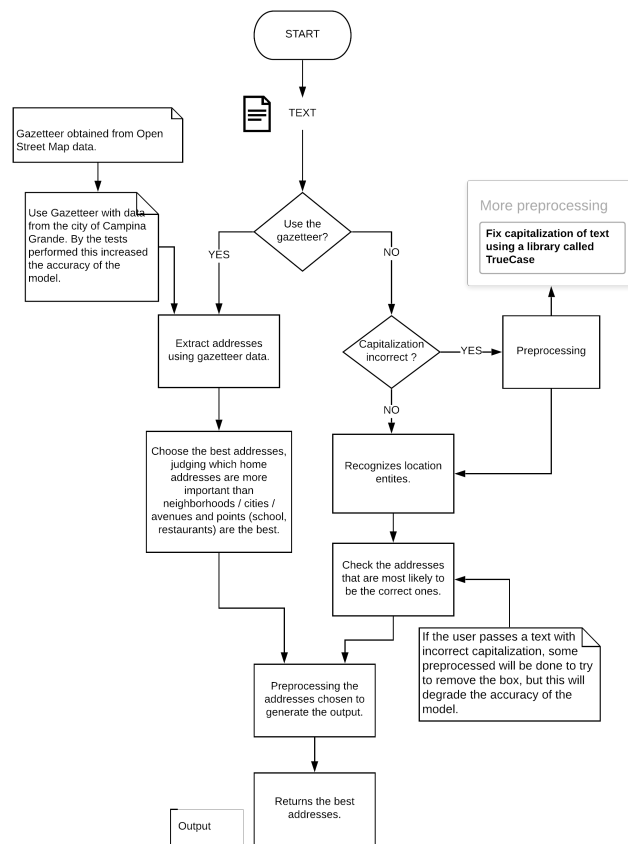 START
TEXT
Gazetteer obtained from Open
Street Map data.
Use Gazetteer with data
from the city of Campina
Grande. By the tests
performed this increased
the accuracy of the
model.
Use the
gazetteer?
YES
NO
More preprocessing
Fix capitalization of text
using a library called
TrueCase
Extract addresses
using gazetteer data.
Capitalization
incorrect ?
YES
Preprocessing
NO
Choose the best addresses,
judging which home
addresses are more
important than
neighborhoods / cities /
avenues and points (school,
restaurants) are the best.
Recognizes location
entites.
Check the addresses
that are most likely to
be the correct ones.
If the user passes a text with
incorrect capitalization, some
preprocessed will be done to try
to remove the box, but this will
degrade the accuracy of the
model.
Preprocessing the
addresses chosen to
generate the output.
Returns the best
addresses.
Output